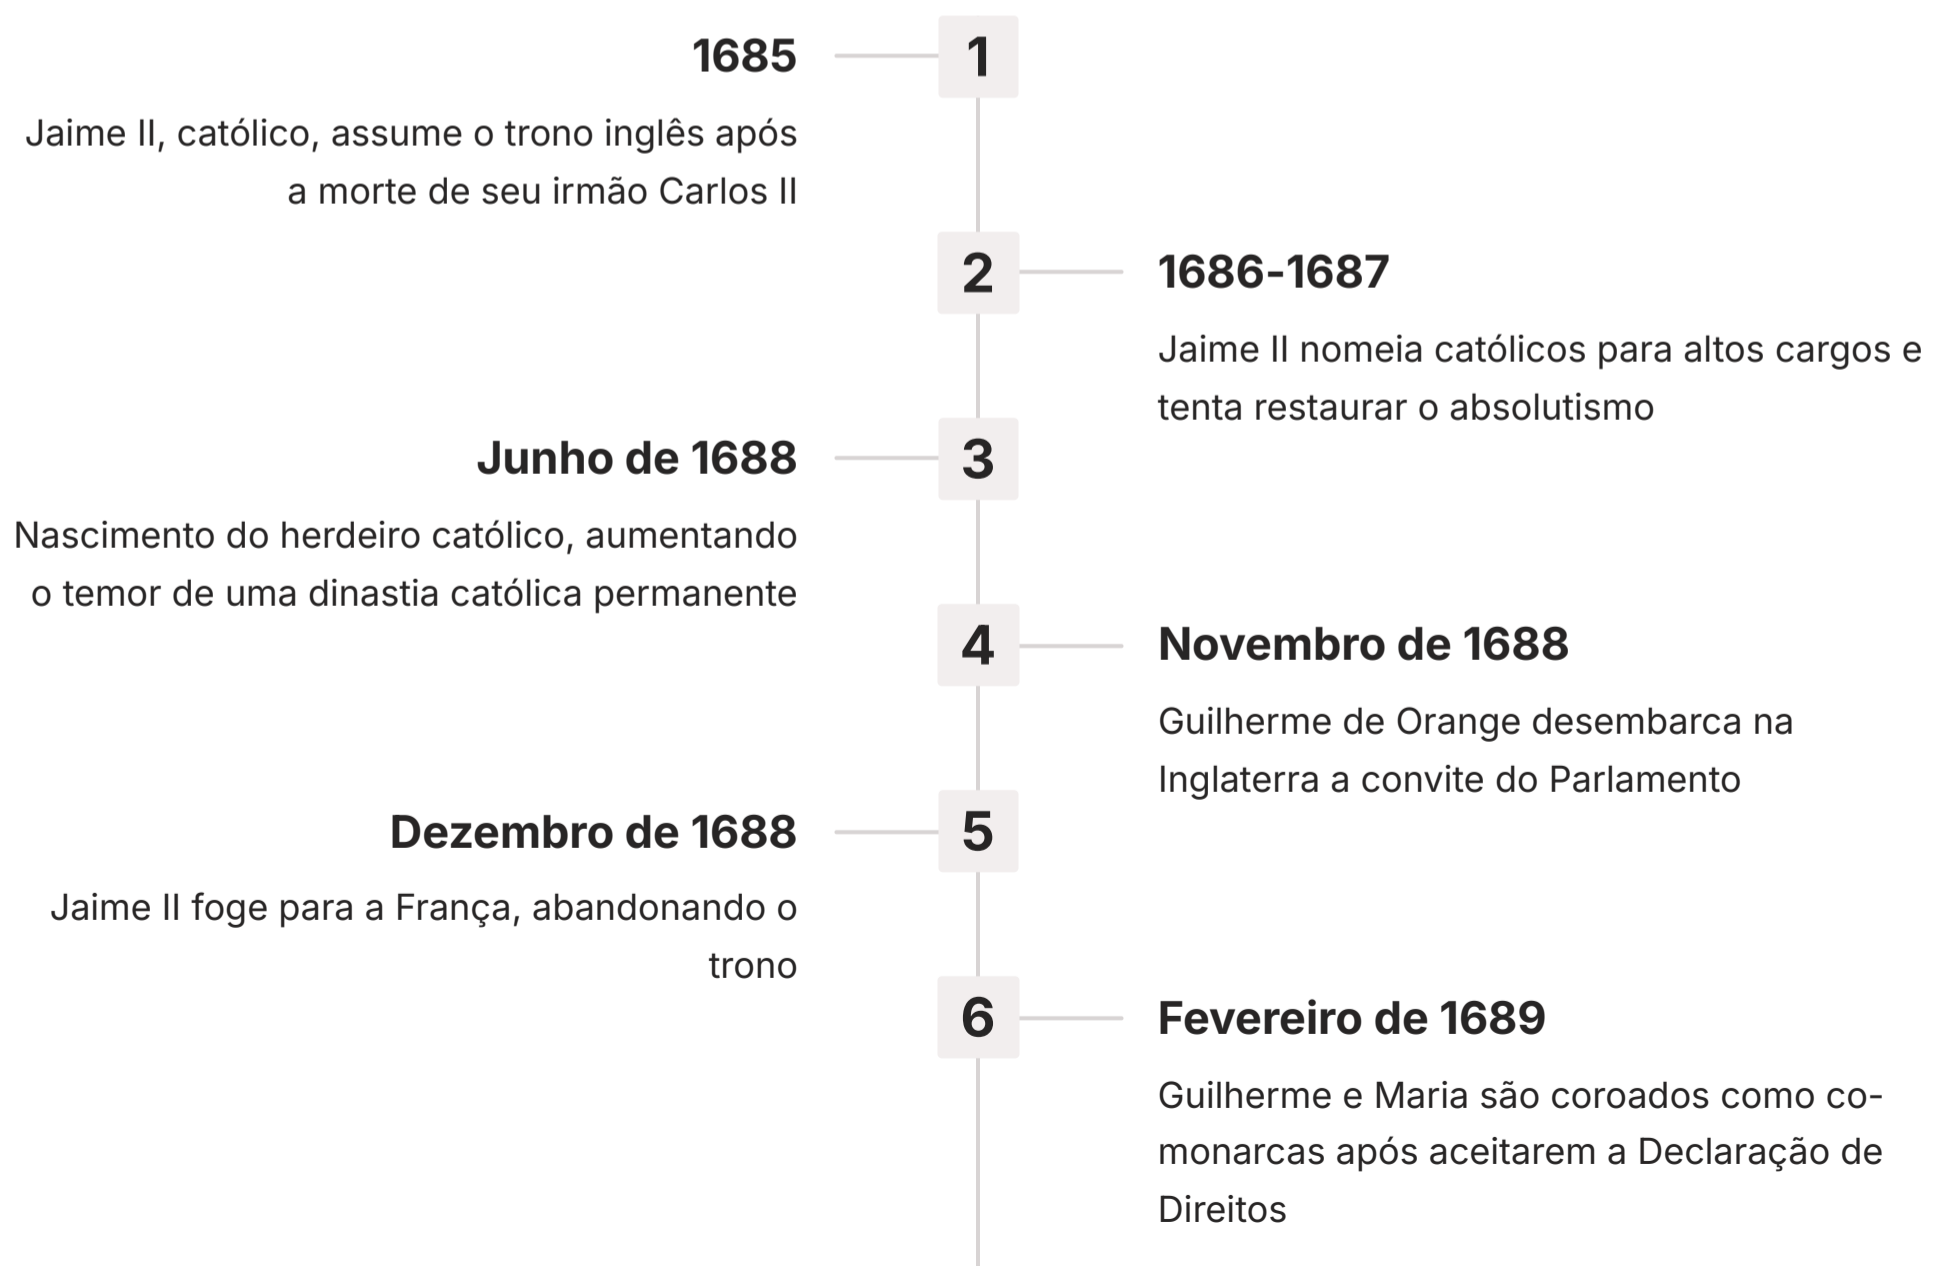 1685
1
Jaime II, católico, assume o trono inglês após
a morte de seu irmão Carlos II
2
1686-1687
Jaime II nomeia católicos para altos cargos e
tenta restaurar o absolutismo
Junho de 1688
3
Nascimento do herdeiro católico, aumentando
o temor de uma dinastia católica permanente
4
Novembro de 1688
Guilherme de Orange desembarca na
Inglaterra a convite do Parlamento
Dezembro de 1688
5
Jaime II foge para a França, abandonando o
trono
6
Fevereiro de 1689
Guilherme e Maria são coroados como co-
monarcas após aceitarem a Declaração de
Direitos